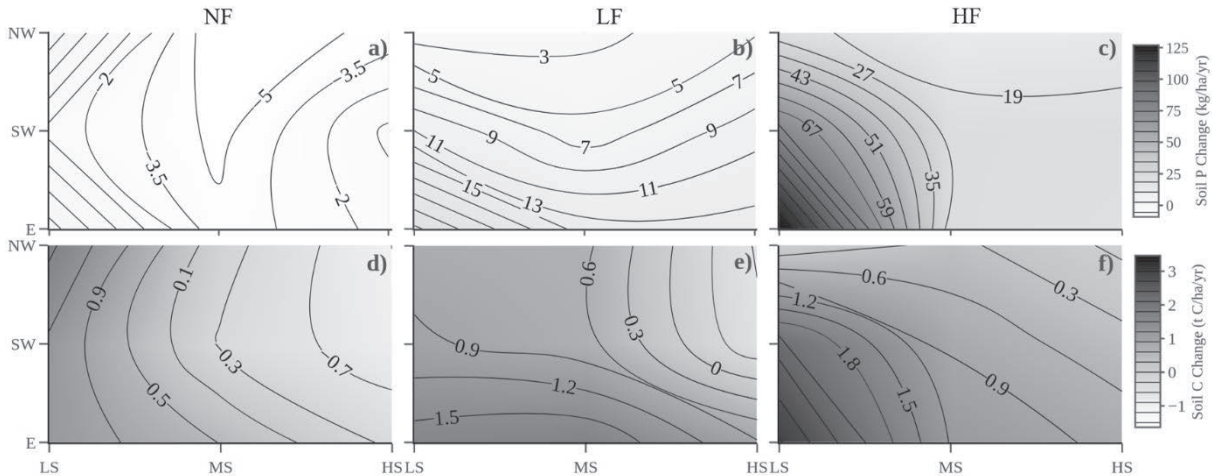 NF LF HF
NW a) b) c)
2 3.5 5 3.5 2
3 5 5 7 7 9 9 11 11 13 15
19 27 35 43 51 59 67
SW
E
125
100
75
50
25
0
Soil P Change (kg/ha/yr)
NW d) e) f)
0.9 0.5 0.1 0.3 0.7
0.6 0.3 0 0.9 1.2 1.5
0.3 0.6 0.9 1.2 1.5 1.8
SW
E
3
2
1
0
−1
Soil C Change (t C/ha/yr)
LS MS HS LS MS HS LS MS HS